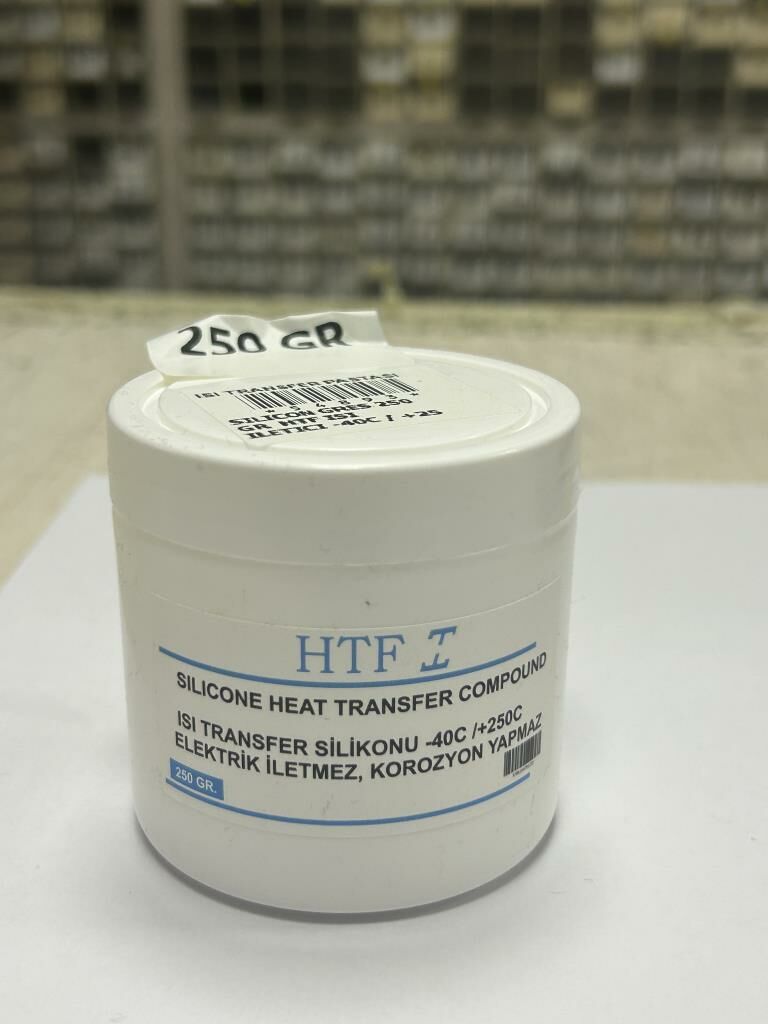 250 GR
ISI TRANSFER PASTASI
SILICON GRES 250
GR HTF ISI
ILETICI -40C / +25
HTF
SILICONE HEAT TRANSFER COMPOUND
ISI TRANSFER SİLİKONU -40C /+250C
ELEKTRİK İLETMEZ, KOROZYON YAPMAZ
250 GR.